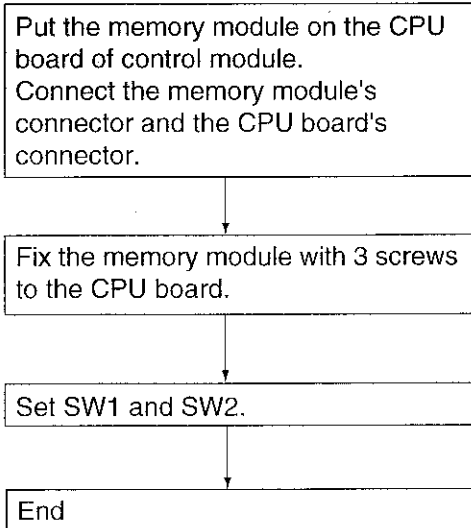 Put the memory module on the CPU
board of control module.
Connect the memory module's
connector and the CPU board's
connector.
Fix the memory module with 3 screws
to the CPU board.
Set SW1 and SW2.
End